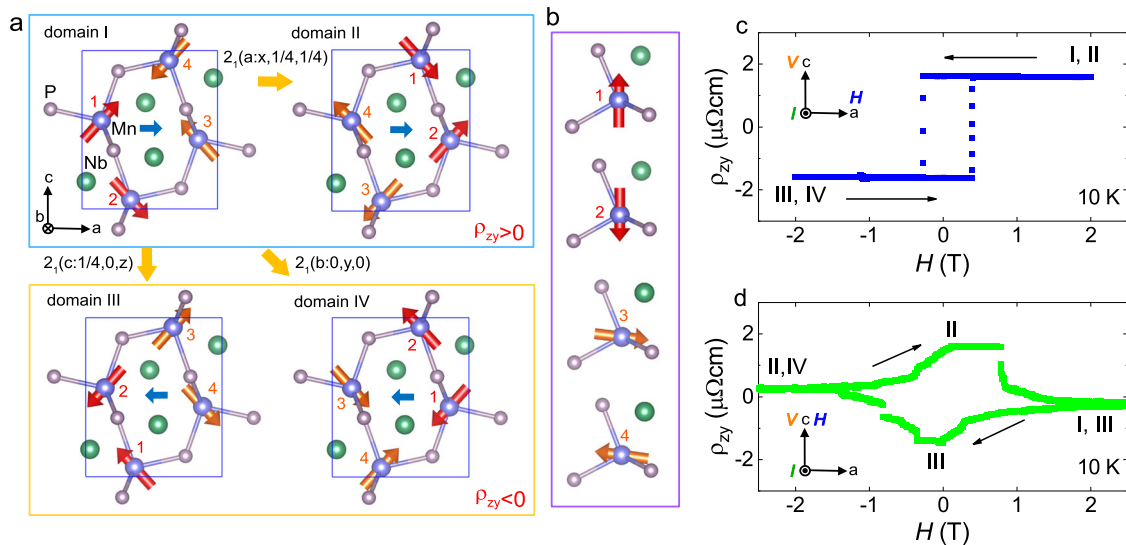 a
domain I
2₁(a:x,1/4,1/4)
domain II
4
1
P
1
4
Mn
3
2
Nb
2
3
c
b
a
ρzy>0
2₁(c:1/4,0,z)
2₁(b:0,y,0)
domain III
domain IV
3
2
2
4
3
1
1
4
ρzy<0
b
1
2
3
4
c
V c
I
H
a
I, II
III, IV
10 K
ρzy (μΩcm)
2
0
-2
-2
-1
0
1
2
H (T)
d
II
II,IV
V c H
I
a
I, III
III
10 K
ρzy (μΩcm)
2
0
-2
-2
-1
0
1
2
H (T)